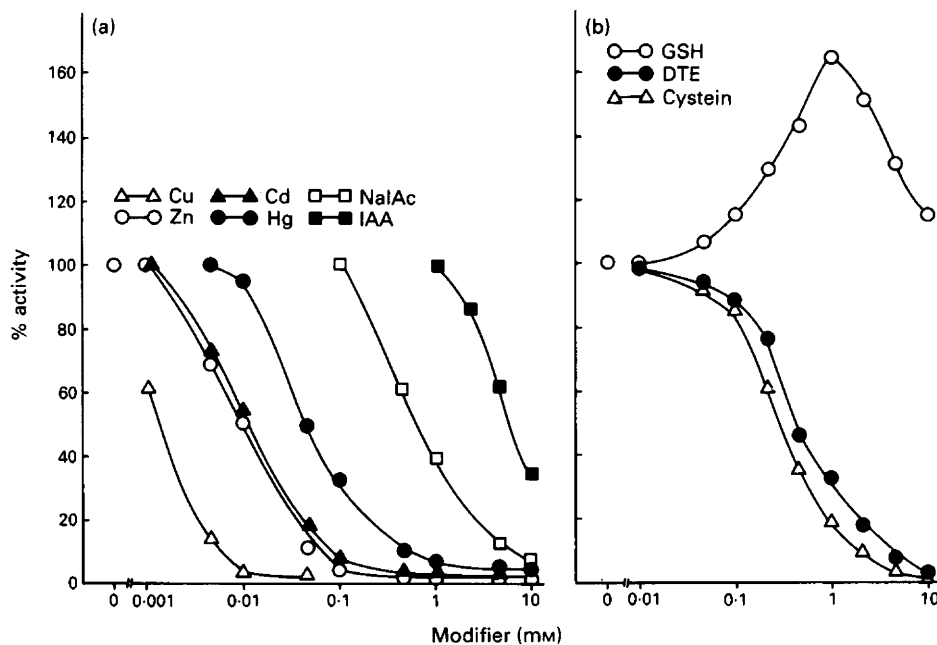 (a)
(b)
GSH
DTE
Cystein
Cu Cd NaIAc
Zn Hg IAA
% activity
160
140
120
100
80
60
40
20
0
0 0·001 0·01 0·1 1 10
0 0·01 0·1 1 10
Modifier (mM)